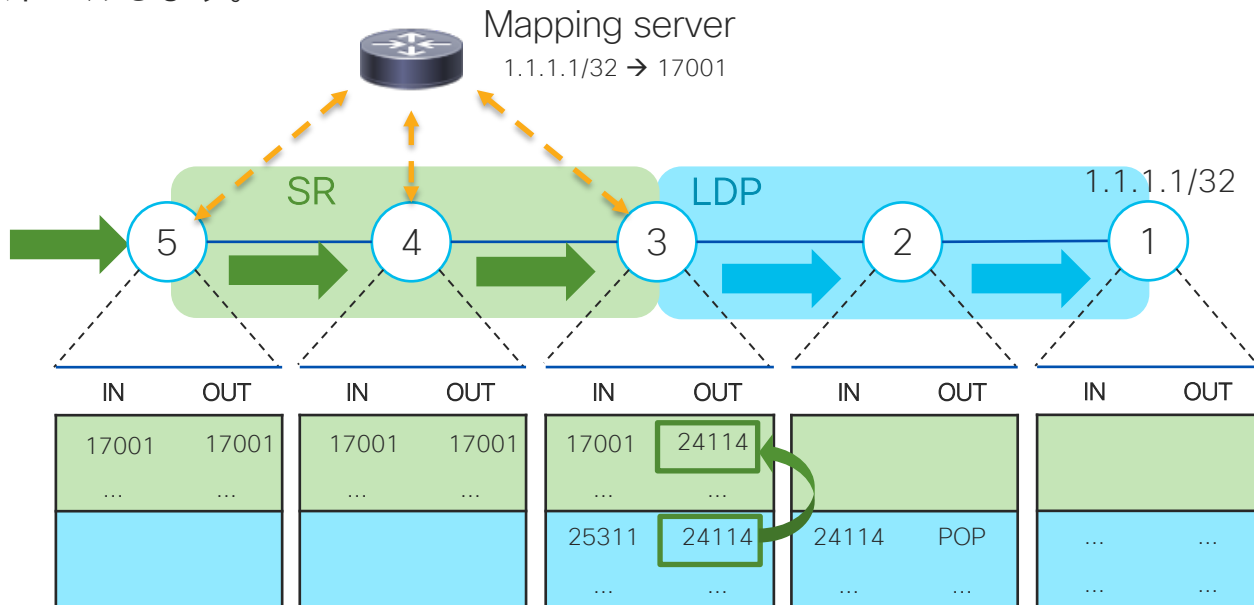 Mapping server
1.1.1.1/32 → 17001
SR
LDP
1.1.1.1/32
5
4
3
2
1
IN OUT IN OUT IN OUT IN OUT IN OUT
17001 17001 17001 17001 17001 24114
... ... ... ... ... ...
25311 24114 24114 POP ... ...
... ... ... ... ... ...